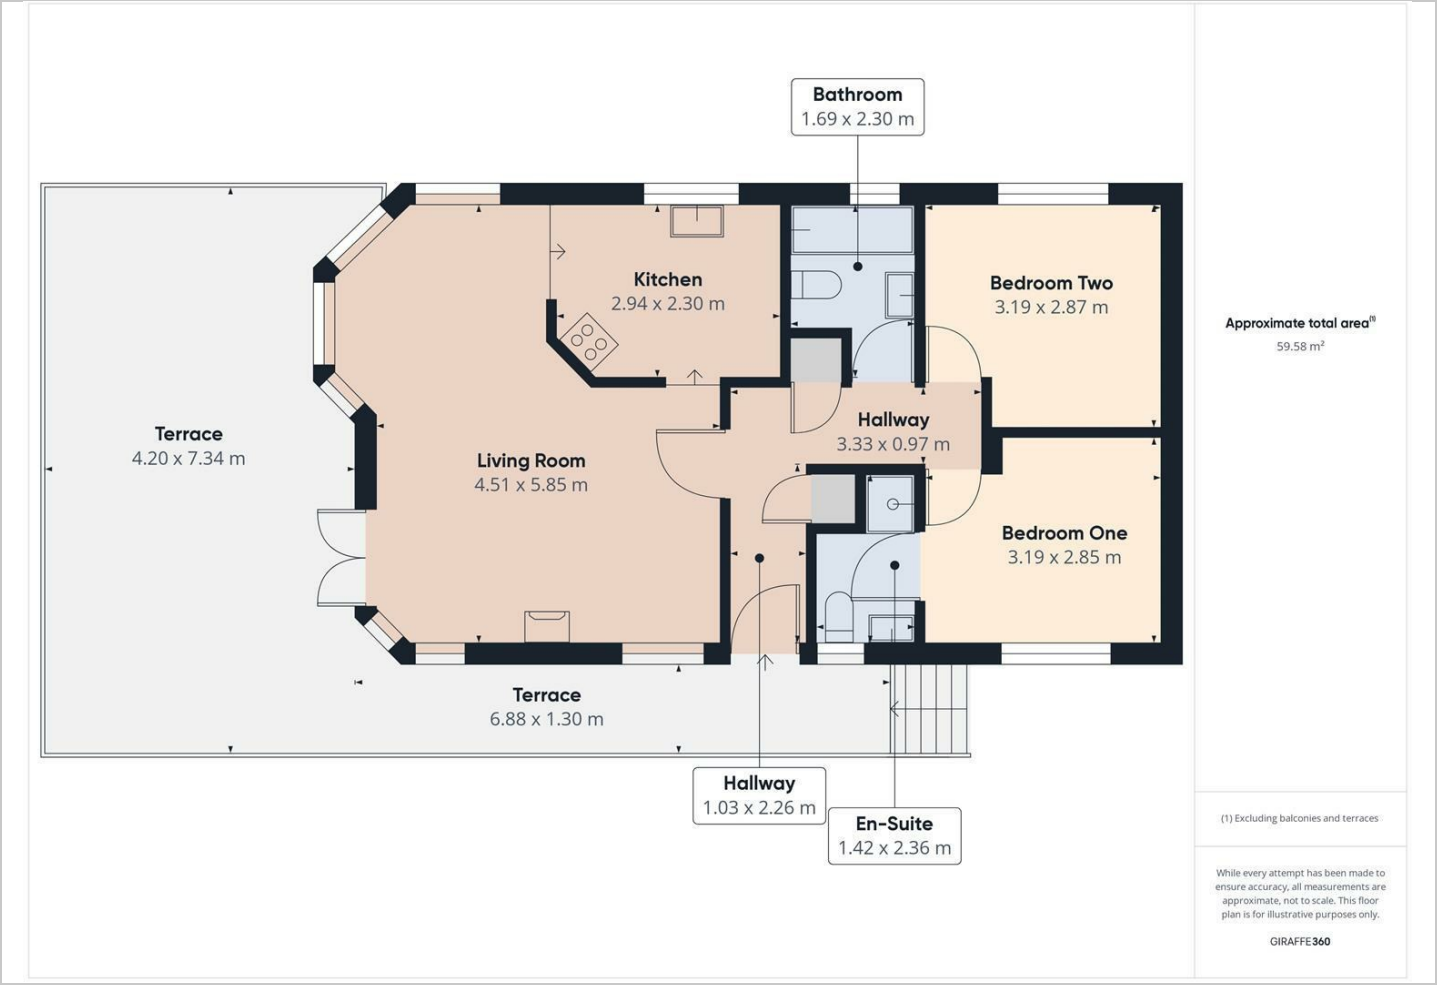 Bathroom
1.69 x 2.30 m
Kitchen
2.94 x 2.30 m
Bedroom Two
3.19 x 2.87 m
Terrace
4.20 x 7.34 m
Living Room
4.51 x 5.85 m
Hallway
3.33 x 0.97 m
Bedroom One
3.19 x 2.85 m
Terrace
6.88 x 1.30 m
Hallway
1.03 x 2.26 m
En-Suite
1.42 x 2.36 m
Approximate total area(1)
59.58 m²
(1) Excluding balconies and terraces
While every attempt has been made to
ensure accuracy, all measurements are
approximate, not to scale. This floor
plan is for illustrative purposes only.
GIRAFFE360